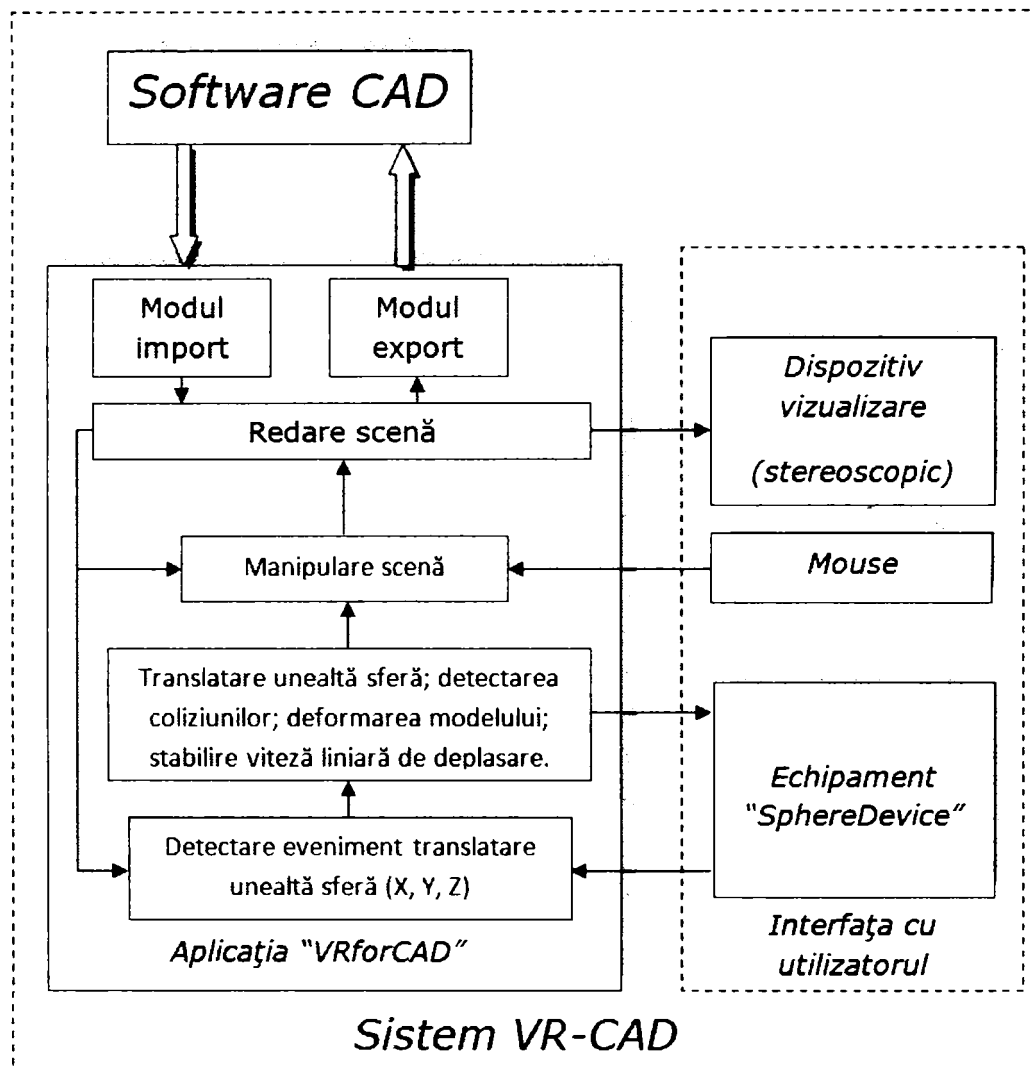 Software CAD
Modul
import
Modul
export
Redare scenă
Manipulare scenă
Translatare unealtă sferă; detectarea
coliziunilor; deformarea modelului;
stabilire viteză liniară de deplasare.
Detectare eveniment translatare
unealtă sferă (X, Y, Z)
Aplicaţia "VRforCAD"
Dispozitiv
vizualizare
(stereoscopic)
Mouse
Echipament
"SphereDevice"
Interfaţa cu
utilizatorul
Sistem VR-CAD